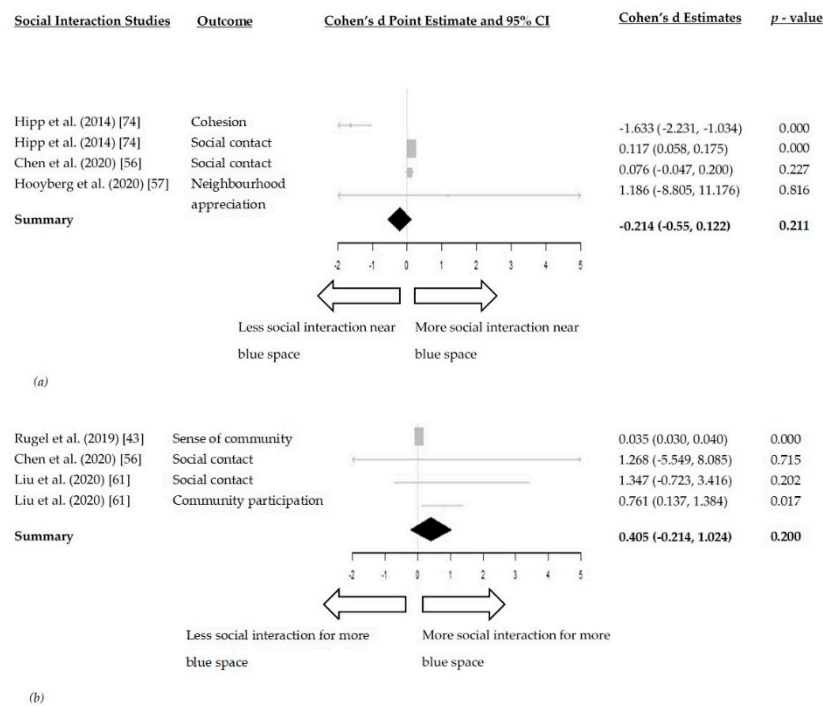 Social Interaction Studies Outcome Cohen's d Point Estimate and 95% CI Cohen's d Estimates p - value
Hipp et al. (2014) [74] Cohesion -1.633 (-2.231, -1.034) 0.000
Hipp et al. (2014) [74] Social contact 0.117 (0.058, 0.175) 0.000
Chen et al. (2020) [56] Social contact 0.076 (-0.047, 0.200) 0.227
Hooyberg et al. (2020) [57] Neighbourhood 1.186 (-8.805, 11.176) 0.816
appreciation
Summary -0.214 (-0.55, 0.122) 0.211
-2 -1 0 1 2 3 4 5
Less social interaction near More social interaction near
blue space blue space
(a)
Rugel et al. (2019) [43] Sense of community 0.035 (0.030, 0.040) 0.000
Chen et al. (2020) [56] Social contact 1.268 (-5.549, 8.085) 0.715
Liu et al. (2020) [61] Social contact 1.347 (-0.723, 3.416) 0.202
Liu et al. (2020) [61] Community participation 0.761 (0.137, 1.384) 0.017
Summary 0.405 (-0.214, 1.024) 0.200
-2 -1 0 1 2 3 4 5
Less social interaction for more More social interaction for more
blue space blue space
(b)